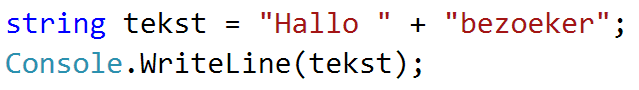 string tekst = "Hallo " + "bezoeker";
Console.WriteLine(tekst);